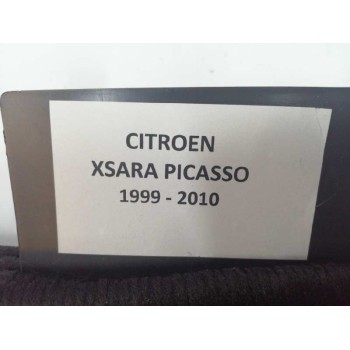 CITROEN
XSARA PICASSO
1999 - 2010